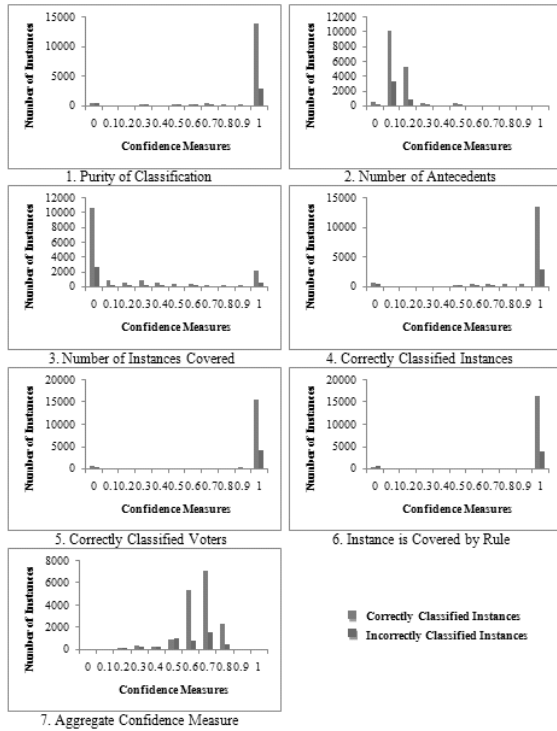 15000
10000
5000
0
Number of Instances
0 0.10.20.30.40.50.60.70.80.9 1
Confidence Measures
1. Purity of Classification
12000
10000
8000
6000
4000
2000
0
Number of Instances
0 0.10.20.30.40.50.60.70.80.9 1
Confidence Measures
2. Number of Antecedents
12000
10000
8000
6000
4000
2000
0
Number of Instances
0 0.10.20.30.40.50.60.70.80.9 1
Confidence Measures
3. Number of Instances Covered
15000
10000
5000
0
Number of Instances
0 0.10.20.30.40.50.60.70.80.9 1
Confidence Measures
4. Correctly Classified Instances
20000
15000
10000
5000
0
Number of Instances
0 0.10.20.30.40.50.60.70.80.9 1
Confidence Measures
5. Correctly Classified Voters
20000
15000
10000
5000
0
Number of Instances
0 0.10.20.30.40.50.60.70.80.9 1
Confidence Measures
6. Instance is Covered by Rule
8000
6000
4000
2000
0
Number of Instances
0 0.10.20.30.40.50.60.70.80.9 1
Confidence Measures
7. Aggregate Confidence Measure
Correctly Classified Instances
Incorrectly Classified Instances